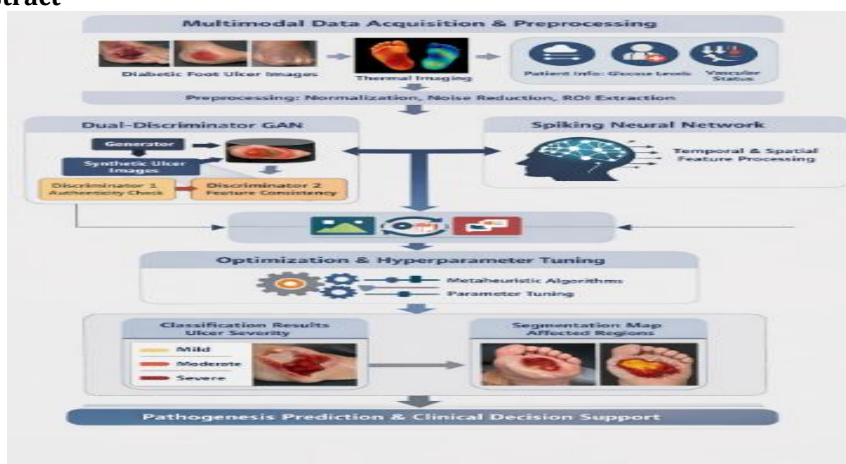 stract
Multimodal Data Acquisition & Preprocessing
Diabetic Foot Ulcer Images
Thermal Imaging
Patient Info: Glucose Levels
Vascular
Status
Preprocessing: Normalization, Noise Reduction, ROI Extraction
Dual-Discriminator GAN
Generator
Synthetic Ulcer
Images
Discriminator 1
Authenticity Check
Discriminator 2
Feature Consistency
Spiking Neural Network
Temporal & Spatial
Feature Processing
Optimization & Hyperparameter Tuning
Metaheuristic Algorithms
Parameter Tuning
Classification Results
Ulcer Severity
Mild
Moderate
Severe
Segmentation Map
Affected Regions
Pathogenesis Prediction & Clinical Decision Support